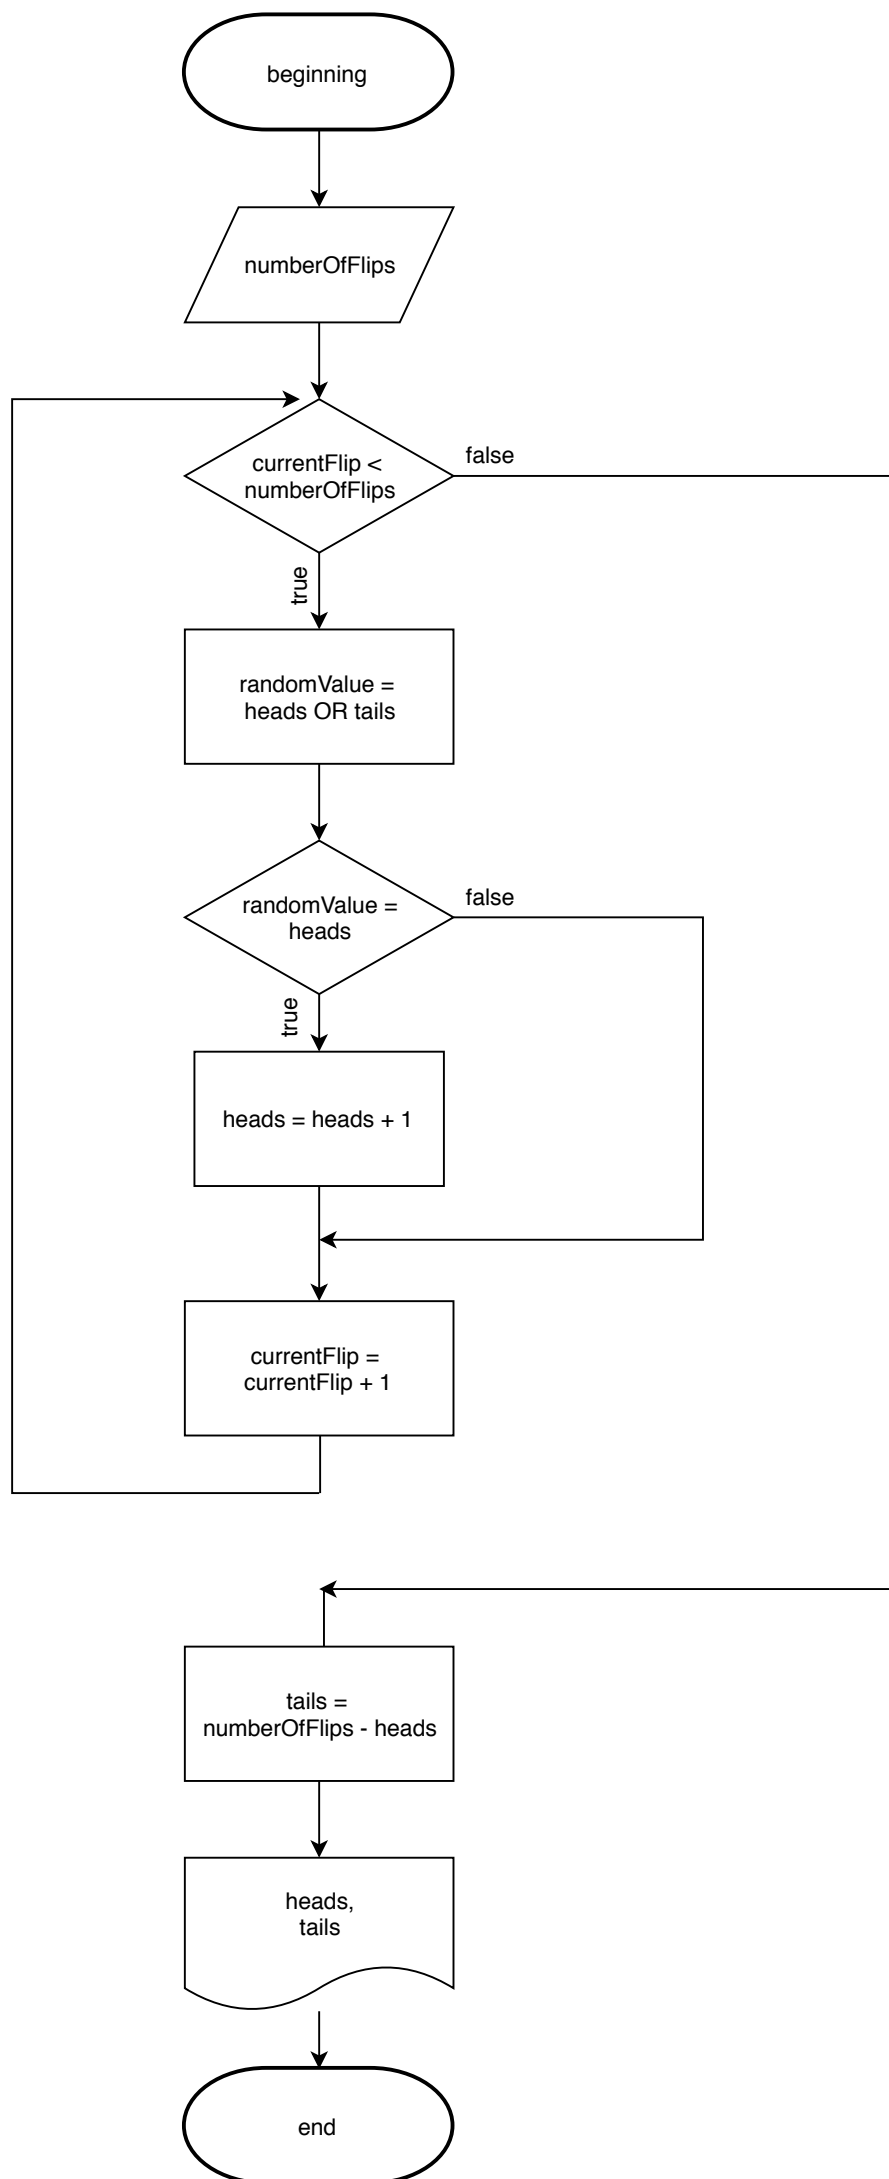 beginning
numberOfFlips
currentFlip <
numberOfFlips
false
true
randomValue =
heads OR tails
randomValue =
heads
false
true
heads = heads + 1
currentFlip =
currentFlip + 1
tails =
numberOfFlips - heads
heads,
tails
end